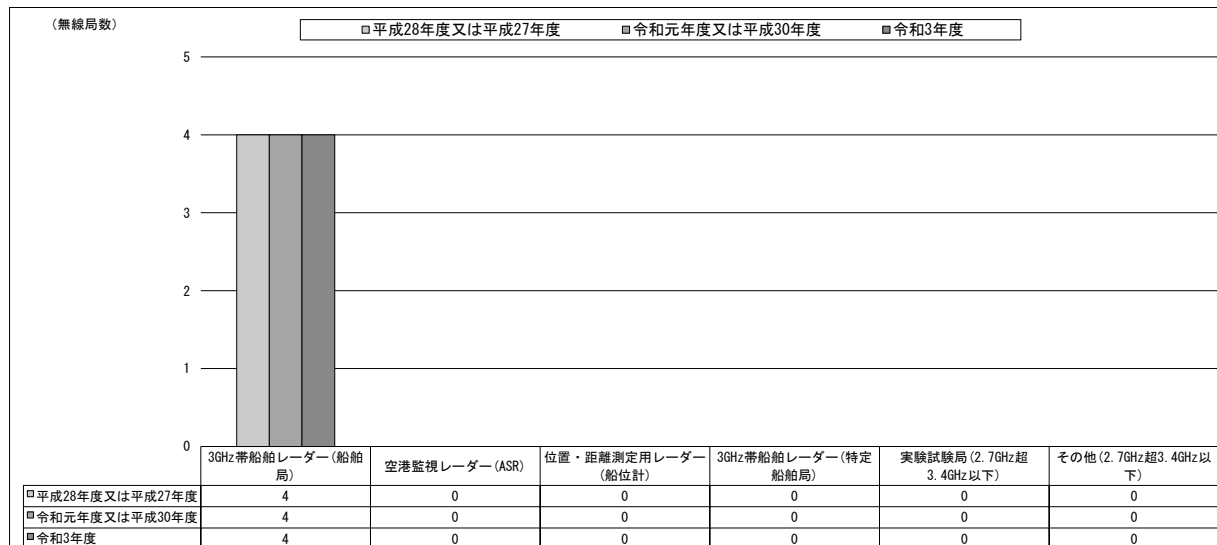 (無線局数)
□平成28年度又は平成27年度 ■令和元年度又は平成30年度 ■令和3年度
5
4
3
2
1
0
3GHz帯船舶レーダー(船舶
局)
空港監視レーダー(ASR)
位置・距離測定用レーダー
(船位計)
3GHz帯船舶レーダー(特定
船舶局)
実験試験局(2.7GHz超
3.4GHz以下)
その他(2.7GHz超3.4GHz以
下)
□平成28年度又は平成27年度 4 0 0 0 0 0
■令和元年度又は平成30年度 4 0 0 0 0 0
■令和3年度 4 0 0 0 0 0